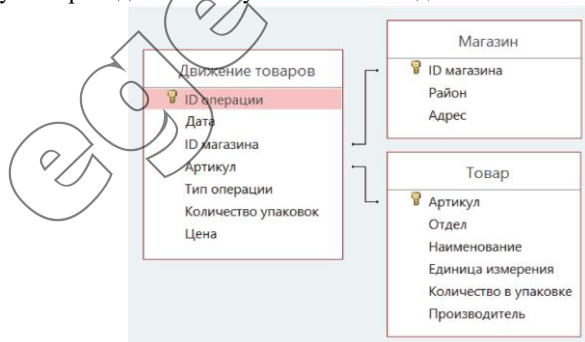 Движение товаров
ID операции
Дата
ID магазина
Артикул
Тип операции
Количество упаковок
Цена
Магазин
ID магазина
Район
Адрес
Товар
Артикул
Отдел
Наименование
Единица измерения
Количество в упаковке
Производитель
ege